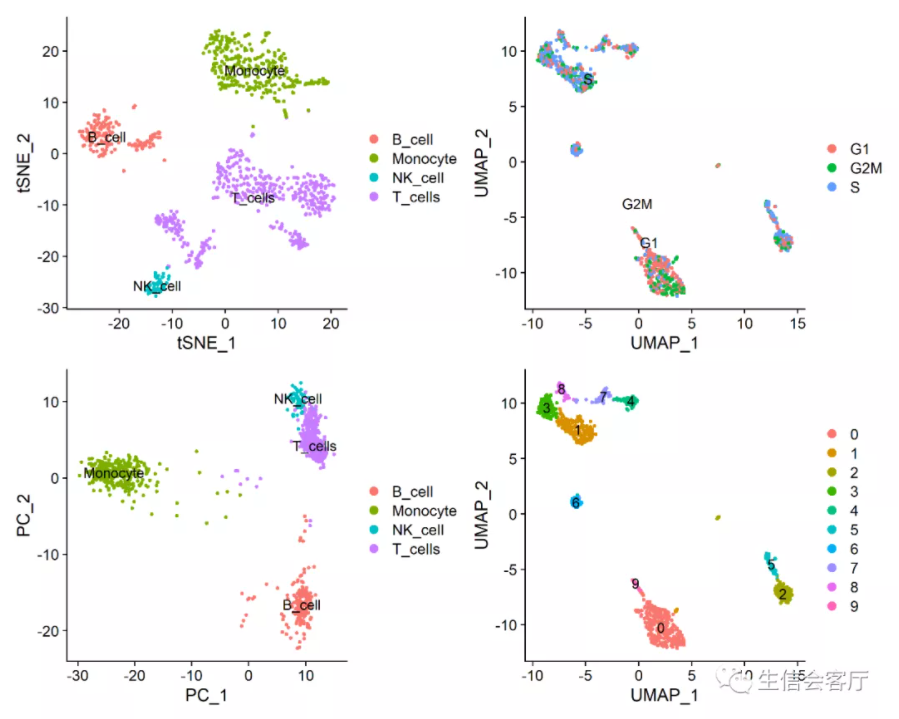 tSNE_2
20
10
0
-10
-20
-30
-20
-10
0
10
20
tSNE_1
Monocyte
B_cell
T_cells
NK_cell
B_cell
Monocyte
NK_cell
T_cells
UMAP_2
10
5
0
-5
-10
-10
-5
0
5
10
15
UMAP_1
S
G2M
G1
G1
G2M
S
PC_2
10
0
-10
-20
-30
-20
-10
0
10
PC_1
NK_cell
T_cells
Monocyte
B_cell
B_cell
Monocyte
NK_cell
T_cells
UMAP_2
10
5
0
-5
-10
-10
-5
0
5
10
15
UMAP_1
8
7
4
3
1
6
5
9
2
0
0
1
2
3
4
5
6
7
8
9
生信会客厅